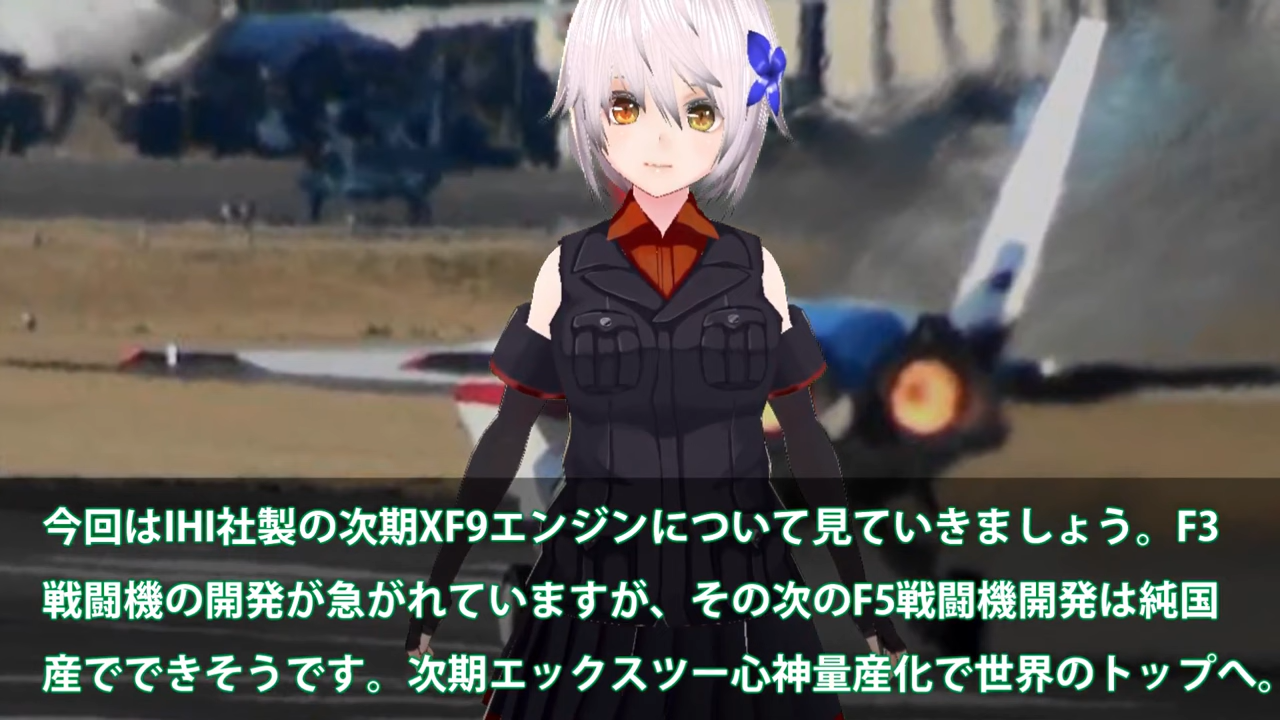 今回はIHI社製の次期XF9エンジンについて見ていきましょう。F3
戦闘機の開発が急がれていますが、その次のF5戦闘機開発は純国
産でできそうです。次期エックスツー心神量産化で世界のトップへ。